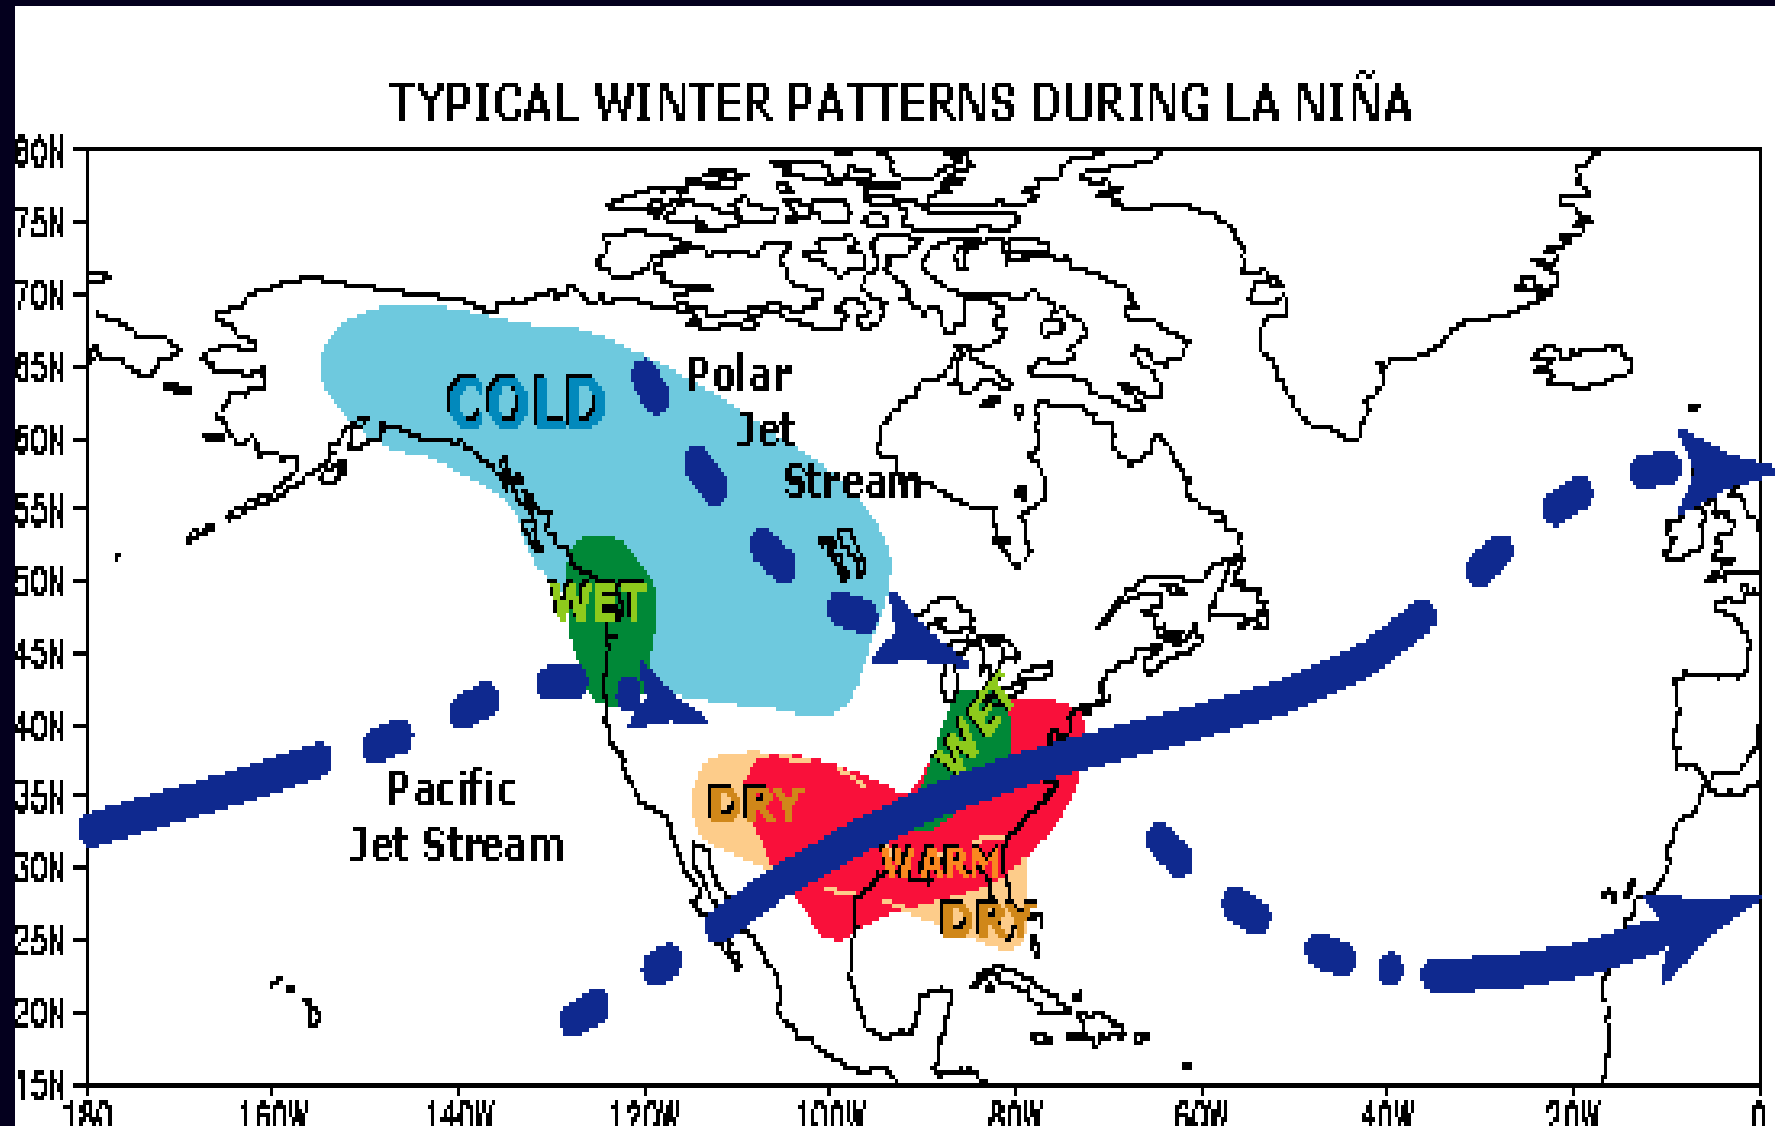 TYPICAL WINTER PATTERNS DURING LA NIÑA
80N
75N
70N
65N
60N
55N
50N
45N
40N
35N
30N
25N
20N
15N
COLD
Polar
Jet
Stream
WET
WET
Pacific
Jet Stream
DRY
WARM
DRY
180
160W
140W
120W
100W
80W
60W
40W
20W
0